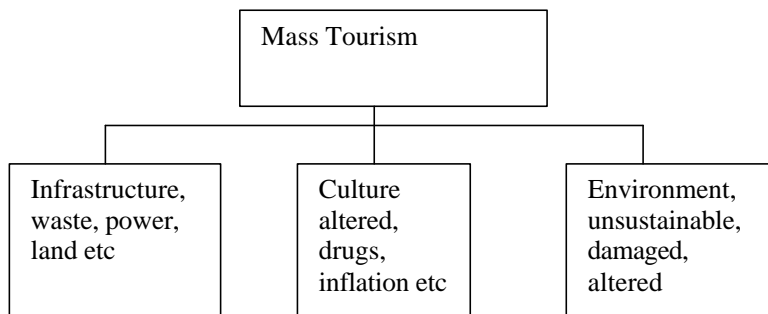 Mass Tourism
Infrastructure,
waste, power,
land etc
Culture
altered,
drugs,
inflation etc
Environment,
unsustainable,
damaged,
altered